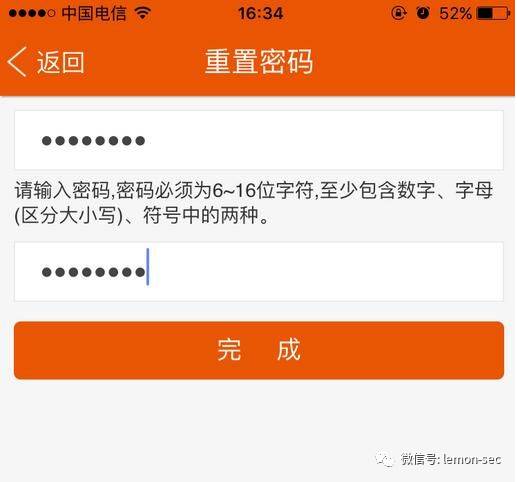 中国电信 16:34 52%
返回 重置密码
••••••••
请输入密码,密码必须为6~16位字符,至少包含数字、字母
(区分大小写)、符号中的两种。
••••••••
完 成
微信号: lemon-sec